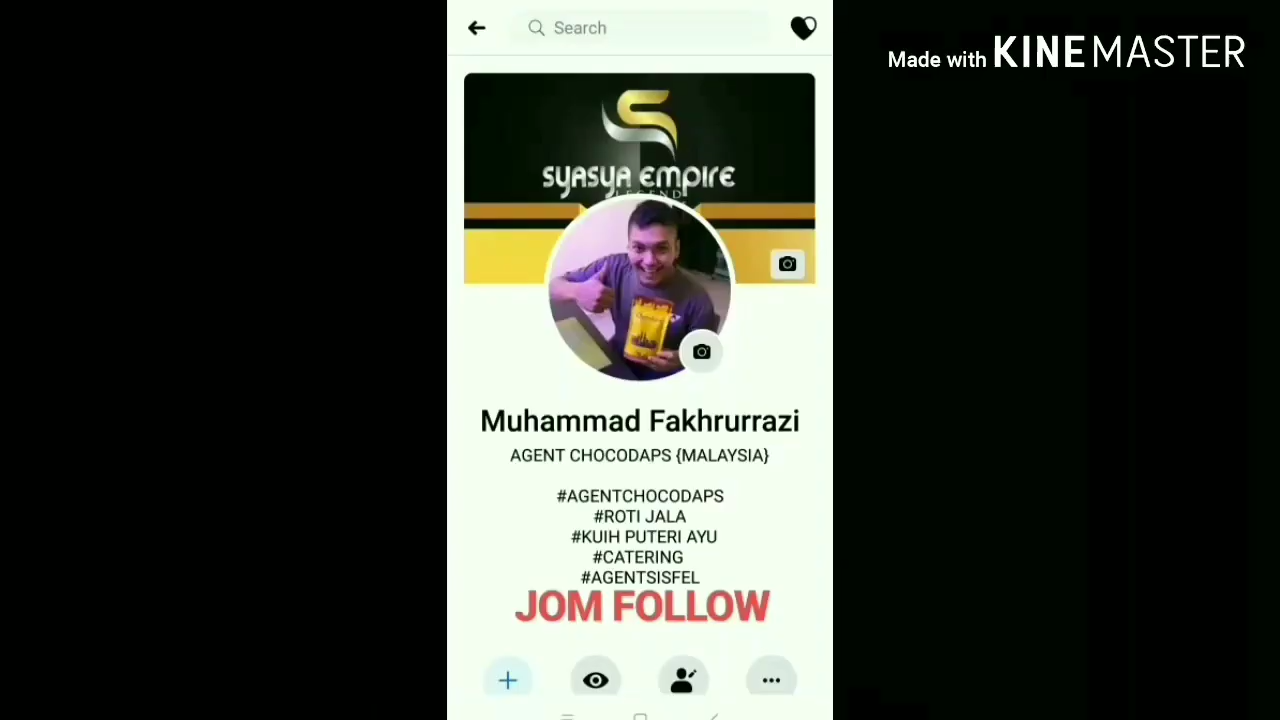 Search
Made with KINEMASTER
SYASYA EMPIRE
LEGEND
Muhammad Fakhrurrazi
AGENT CHOCODAPS {MALAYSIA}
#AGENTCHOCODAPS
#ROTI JALA
#KUIH PUTERI AYU
#CATERING
#AGENTSISFEL
JOM FOLLOW